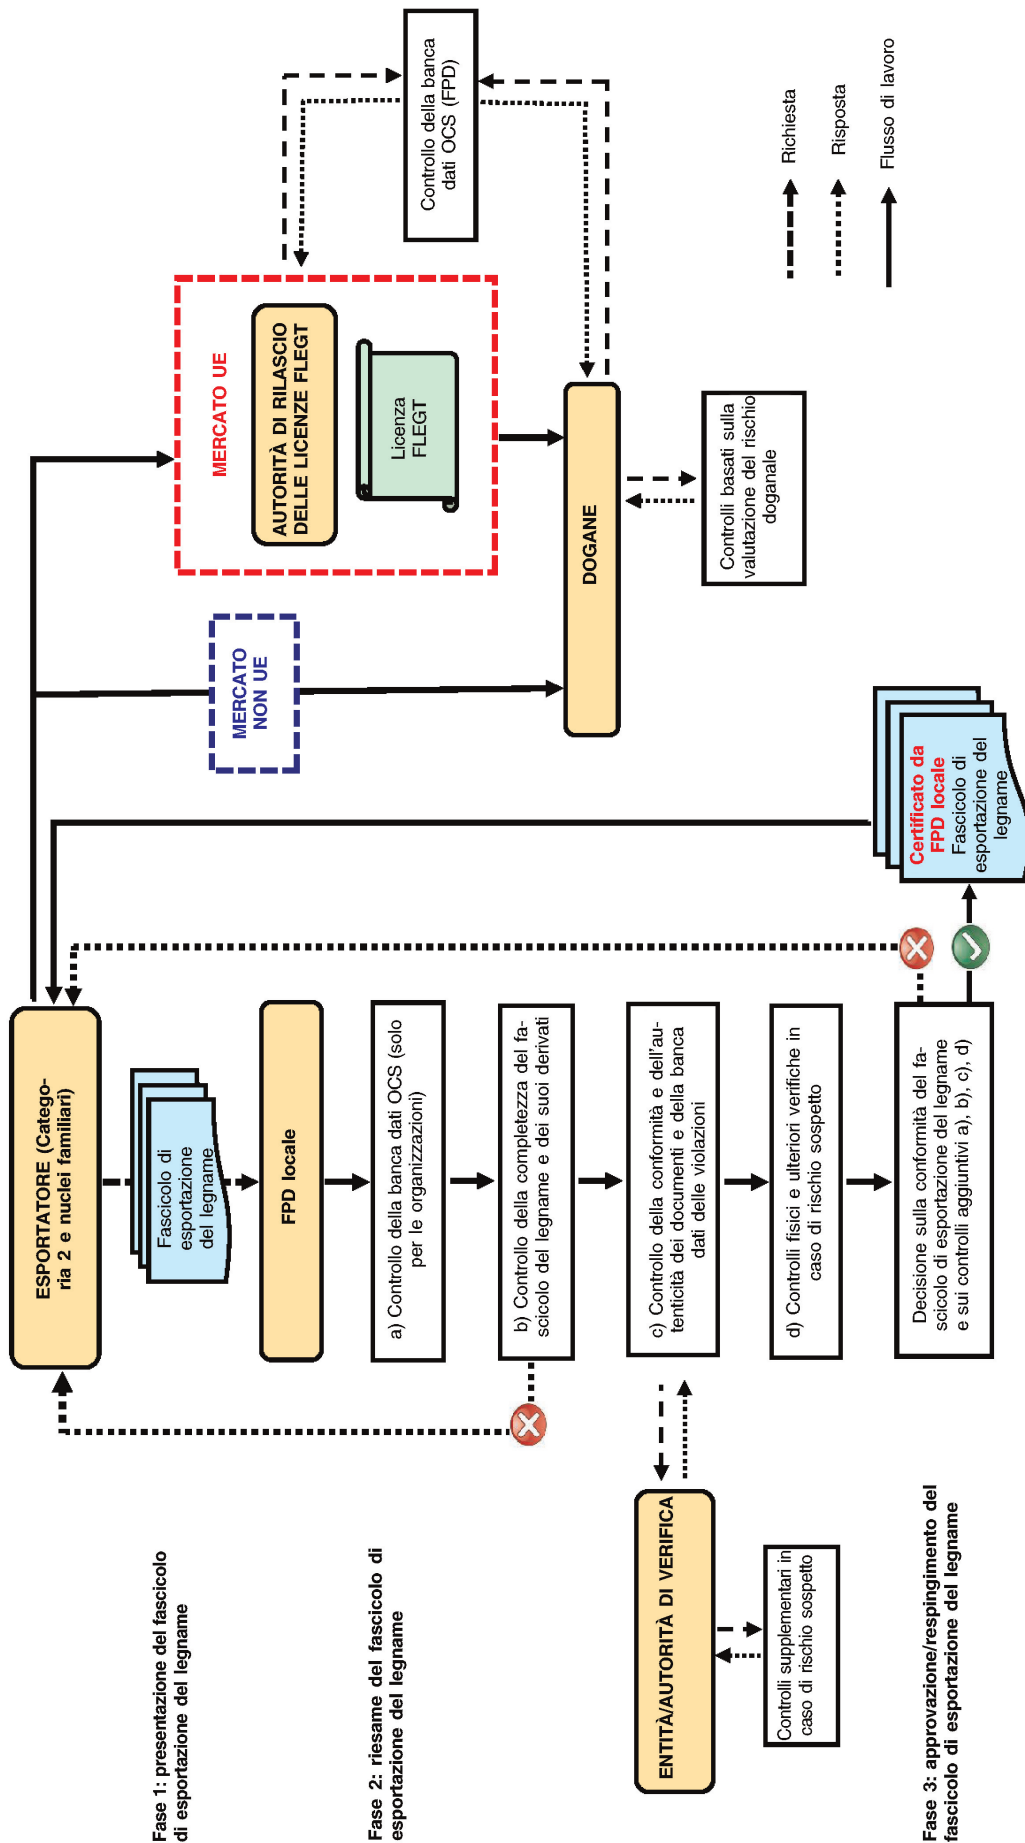 Fase 1: presentazione del fascicolo
di esportazione del legname
Fase 2: riesame del fascicolo di
esportazione del legname
Fase 3: approvazione/respingimento del
fascicolo di esportazione del legname
ENTITÀ/AUTORITÀ DI VERIFICA
Controlli supplementari in
caso di rischio sospetto
ESPORTATORE (Catego-
ria 2 e nuclei familiari)
Fascicolo di
esportazione
del legname
FPD locale
a) Controllo della banca dati OCS (solo
per le organizzazioni)
b) Controllo della completezza del fa-
scicolo del legname e dei suoi derivati
c) Controllo della conformità e dell'au-
tenticità dei documenti e della banca
dati delle violazioni
d) Controlli fisici e ulteriori verifiche in
caso di rischio sospetto
Decisione sulla conformità del fa-
scicolo di esportazione del legname
e sui controlli aggiuntivi a), b), c), d)
Certificato da
FPD locale
Fascicolo di
esportazione del
legname
MERCATO
NON UE
MERCATO UE
AUTORITÀ DI RILASCIO
DELLE LICENZE FLEGT
Licenza
FLEGT
DOGANE
Controlli basati sulla
valutazione del rischio
doganale
Controllo della banca
dati OCS (FPD)
Richiesta
Risposta
Flusso di lavoro